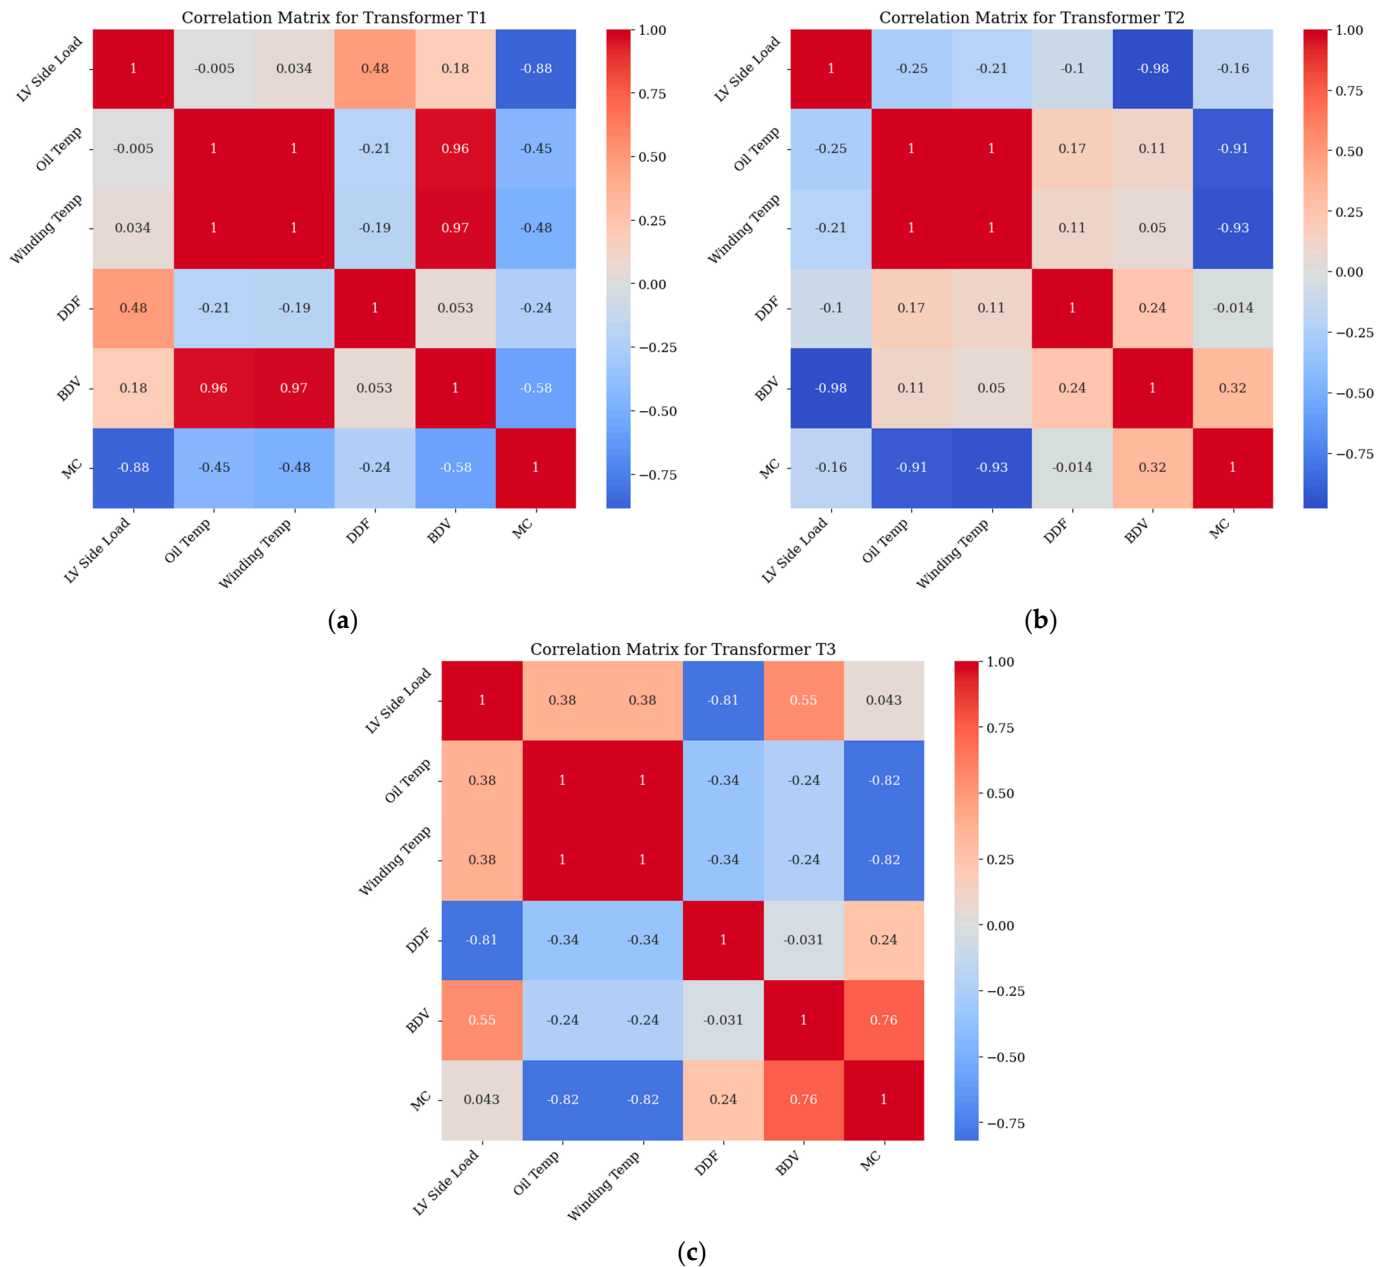 Correlation Matrix for Transformer T1
LV Side Load 1 -0.005 0.034 0.48 0.18 -0.88
Oil Temp -0.005 1 1 -0.21 0.96 -0.45
Winding Temp 0.034 1 1 -0.19 0.97 -0.48
DDF 0.48 -0.21 -0.19 1 0.053 -0.24
BDV 0.18 0.96 0.97 0.053 1 -0.58
MC -0.88 -0.45 -0.48 -0.24 -0.58 1
LV Side Load Oil Temp Winding Temp DDF BDV MC
1.00
0.75
0.50
0.25
0.00
−0.25
−0.50
−0.75
(a)
Correlation Matrix for Transformer T2
LV Side Load 1 -0.25 -0.21 -0.1 -0.98 -0.16
Oil Temp -0.25 1 1 0.17 0.11 -0.91
Winding Temp -0.21 1 1 0.11 0.05 -0.93
DDF -0.1 0.17 0.11 1 0.24 -0.014
BDV -0.98 0.11 0.05 0.24 1 0.32
MC -0.16 -0.91 -0.93 -0.014 0.32 1
LV Side Load Oil Temp Winding Temp DDF BDV MC
1.00
0.75
0.50
0.25
0.00
−0.25
−0.50
−0.75
(b)
Correlation Matrix for Transformer T3
LV Side Load 1 0.38 0.38 -0.81 0.55 0.043
Oil Temp 0.38 1 1 -0.34 -0.24 -0.82
Winding Temp 0.38 1 1 -0.34 -0.24 -0.82
DDF -0.81 -0.34 -0.34 1 -0.031 0.24
BDV 0.55 -0.24 -0.24 -0.031 1 0.76
MC 0.043 -0.82 -0.82 0.24 0.76 1
LV Side Load Oil Temp Winding Temp DDF BDV MC
1.00
0.75
0.50
0.25
0.00
−0.25
−0.50
−0.75
(c)